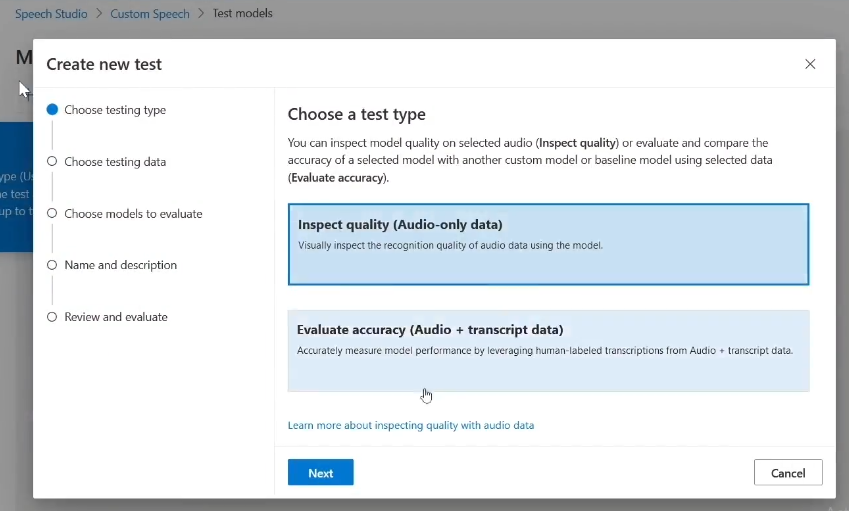 Speech Studio > Custom Speech > Test models
Create new test
Choose testing type
Choose testing data
Choose models to evaluate
Name and description
Review and evaluate
Choose a test type
You can inspect model quality on selected audio (Inspect quality) or evaluate and compare the
accuracy of a selected model with another custom model or baseline model using selected data
(Evaluate accuracy).
Inspect quality (Audio-only data)
Visually inspect the recognition quality of audio data using the model.
Evaluate accuracy (Audio + transcript data)
Accurately measure model performance by leveraging human-labeled transcriptions from Audio + transcript data.
Learn more about inspecting quality with audio data
Next
Cancel